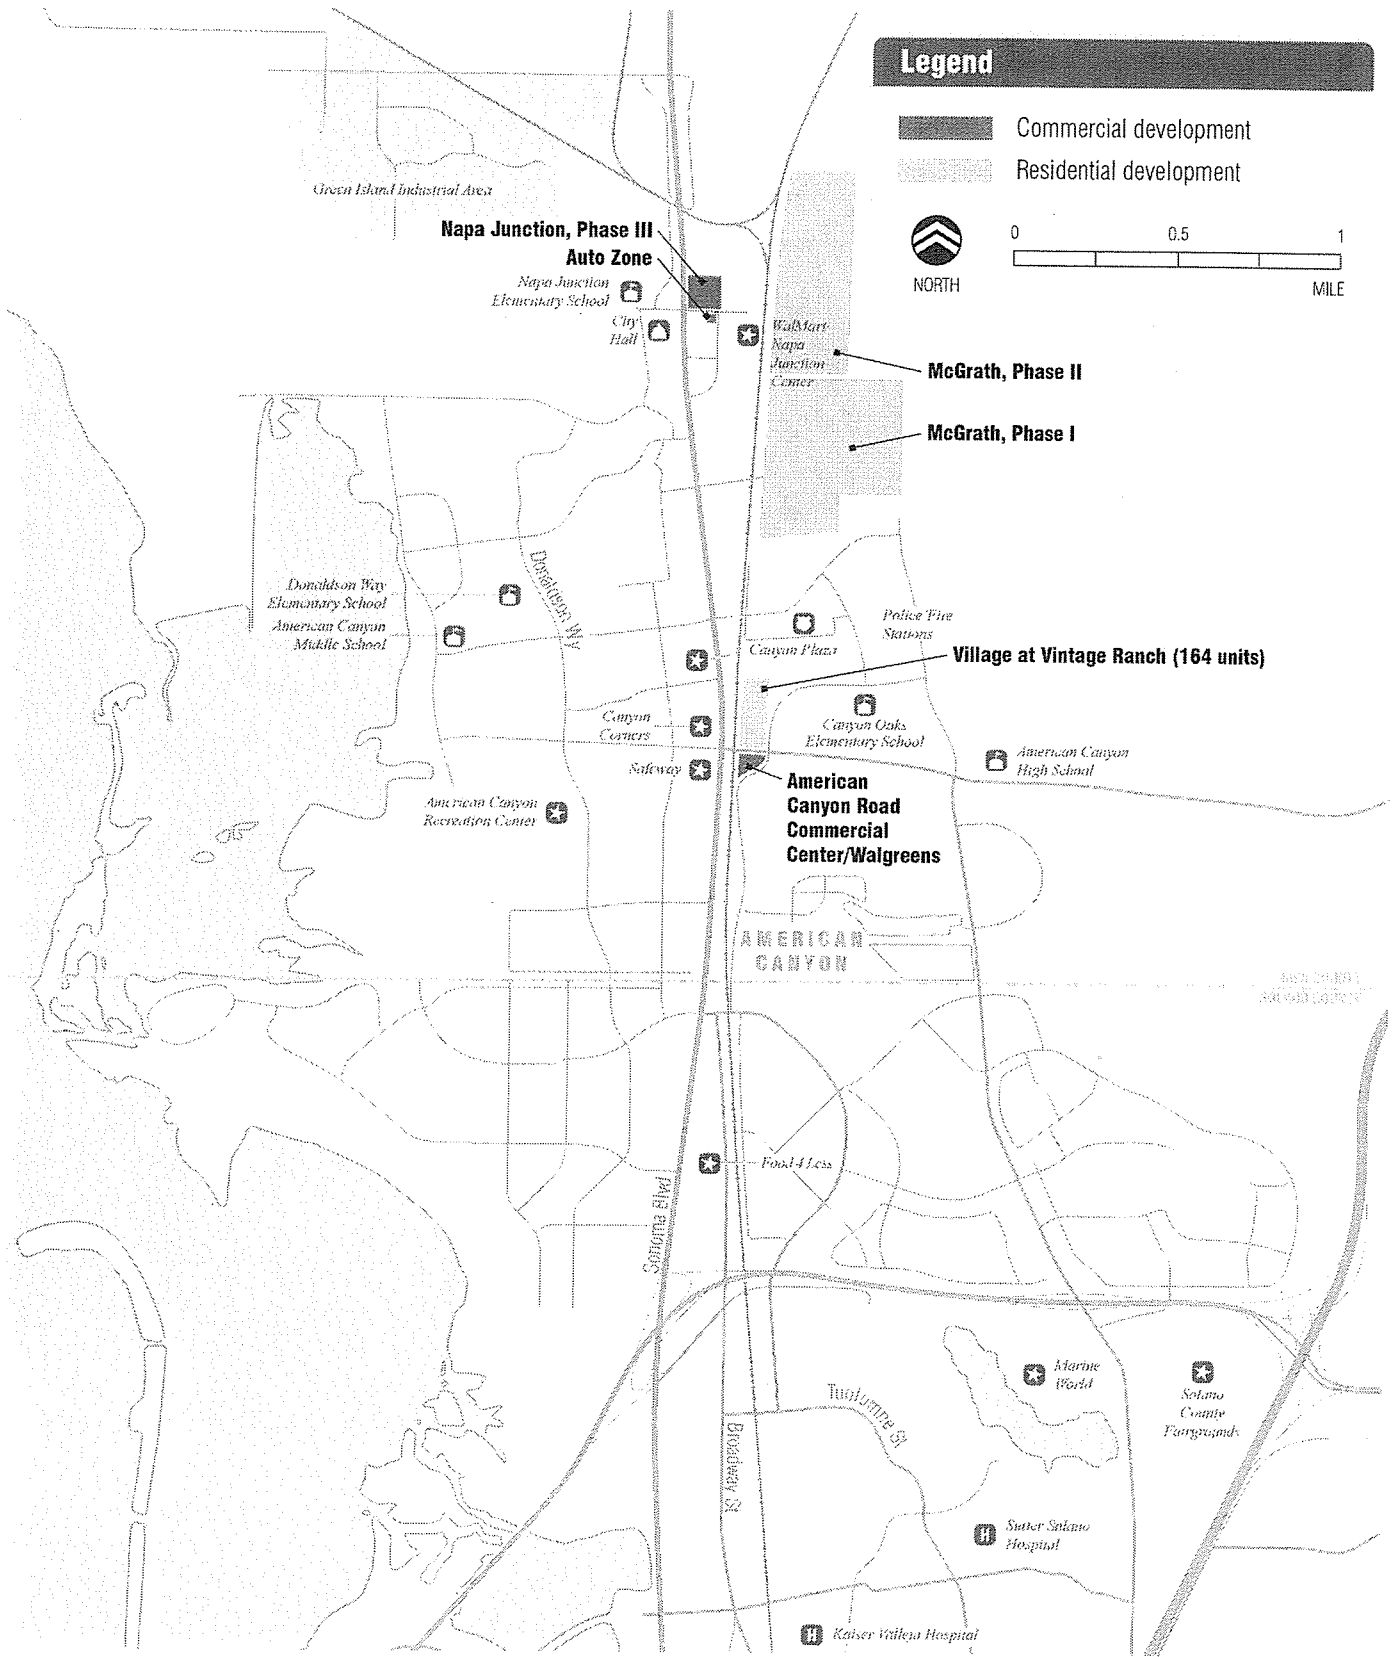 Legend
Commercial development
Residential development
0 0.5 1
NORTH
MILE
Green Island Industrial Area
Napa Junction, Phase III
Auto Zone
Napa Junction
Elementary School
City
Hall
WalMart
Napa
Junction
Center
McGrath, Phase II
McGrath, Phase I
Donaldson Wy
Donaldson Way
Elementary School
American Canyon
Middle School
Police/Fire
Stations
Canyon Plaza
Village at Vintage Ranch (164 units)
Canyon
Corners
Canyon Oaks
Elementary School
American Canyon
High School
Safeway
American
Canyon Road
Commercial
Center/Walgreens
American Canyon
Recreation Center
AMERICAN
CANYON
Food 4 Less
Sonoma Blvd
Marine
World
Solano
County
Fairgrounds
Tuolumne St
Broadway St
Sutter Solano
Hospital
Kaiser Vallejo Hospital